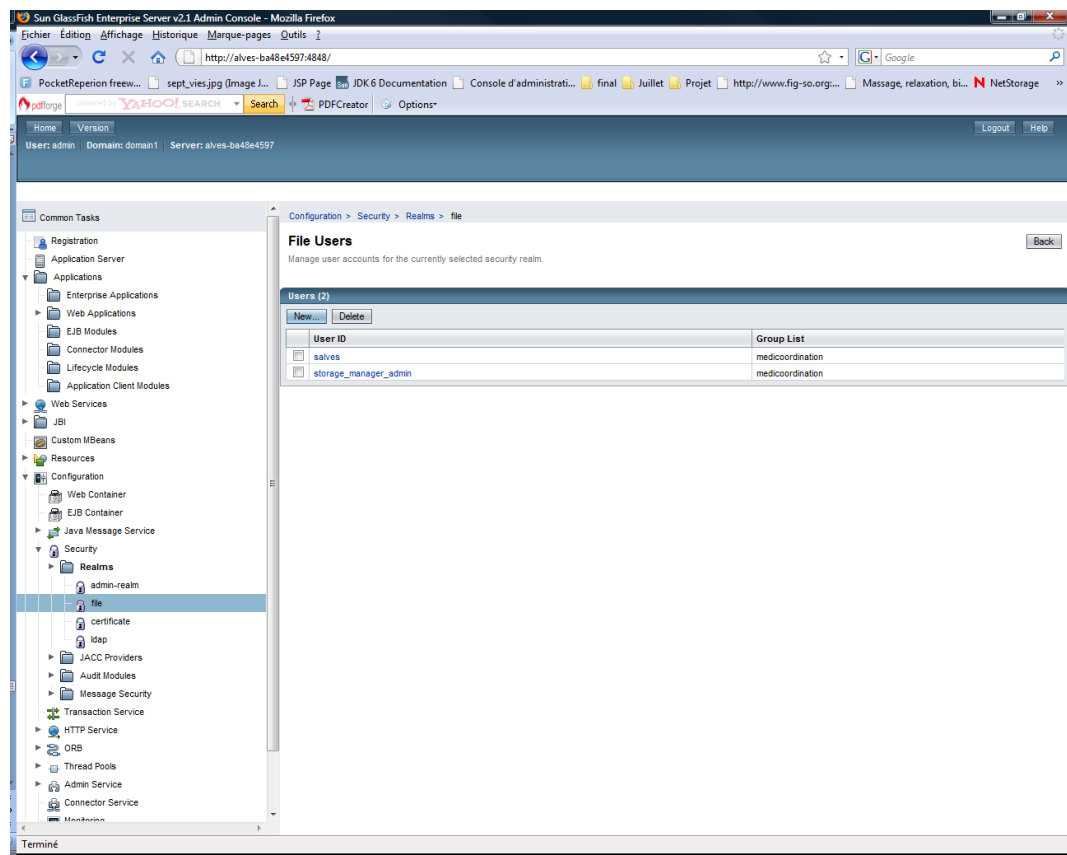 Sun GlassFish Enterprise Server v2.1 Admin Console - Mozilla Firefox
Eichier Édition Affichage Historique Marque-pages Outils ?
http://alves-ba48e4597:4848/
Google
PocketReperion freew... sept_vies.jpg (Image J... JSP Page JDK 6 Documentation Console d'administrati... final Juillet Projet http://www.fig-so.org:... Massage, relaxation, bi... NetStorage »
pdfforge powered by YAHOO! SEARCH Search PDFCreator Options
Home Version Logout Help
User: admin Domain: domain1 Server: alves-ba48e4597
Common Tasks
Registration
Application Server
Applications
Enterprise Applications
Web Applications
EJB Modules
Connector Modules
Lifecycle Modules
Application Client Modules
Web Services
JBI
Custom MBeans
Resources
Configuration
Web Container
EJB Container
Java Message Service
Security
Realms
admin-realm
file
certificate
ldap
JACC Providers
Audit Modules
Message Security
Transaction Service
HTTP Service
ORB
Thread Pools
Admin Service
Connector Service
Monitoring
Configuration > Security > Realms > file
File Users
Back
Manage user accounts for the currently selected security realm.
Users (2)
New... Delete
User ID Group List
salves medicoordination
storage_manager_admin medicoordination
Terminé